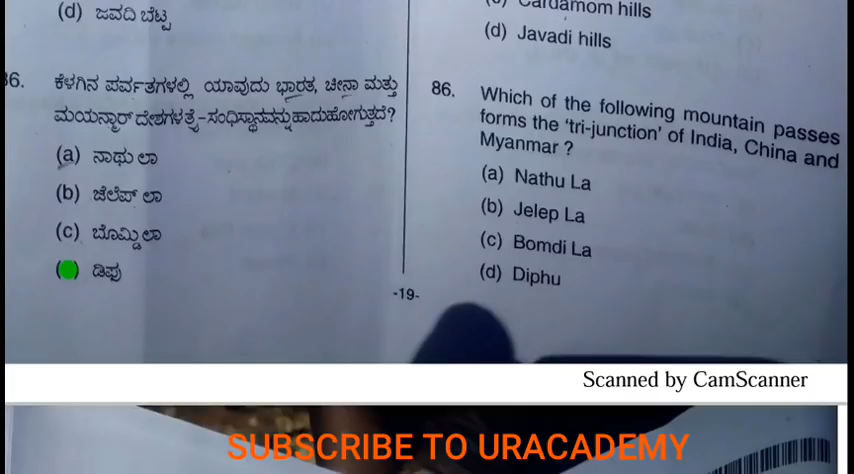 (d) ಜವದಿ ಬೆಟ್ಟ
36. ಕೆಳಗಿನ ಪರ್ವತಗಳಲ್ಲಿ ಯಾವುದು ಭಾರತ, ಚೀನಾ ಮತ್ತು
ಮಯನ್ಮಾರ್ ದೇಶಗಳ ತ್ರೈ-ಸಂಧಿಸ್ಥಾನವನ್ನು ಹಾದುಹೋಗುತ್ತದೆ?
(a) ನಾಥು ಲಾ
(b) ಜೆಲೆಪ್ ಲಾ
(c) ಬೊಮ್ಡಿ ಲಾ
( ) ಡಿಫು
Cardamom hills
(d) Javadi hills
86. Which of the following mountain passes
forms the ‘tri-junction’ of India, China and
Myanmar ?
(a) Nathu La
(b) Jelep La
(c) Bomdi La
(d) Diphu
-19-
Scanned by CamScanner
SUBSCRIBE TO URACADEMY